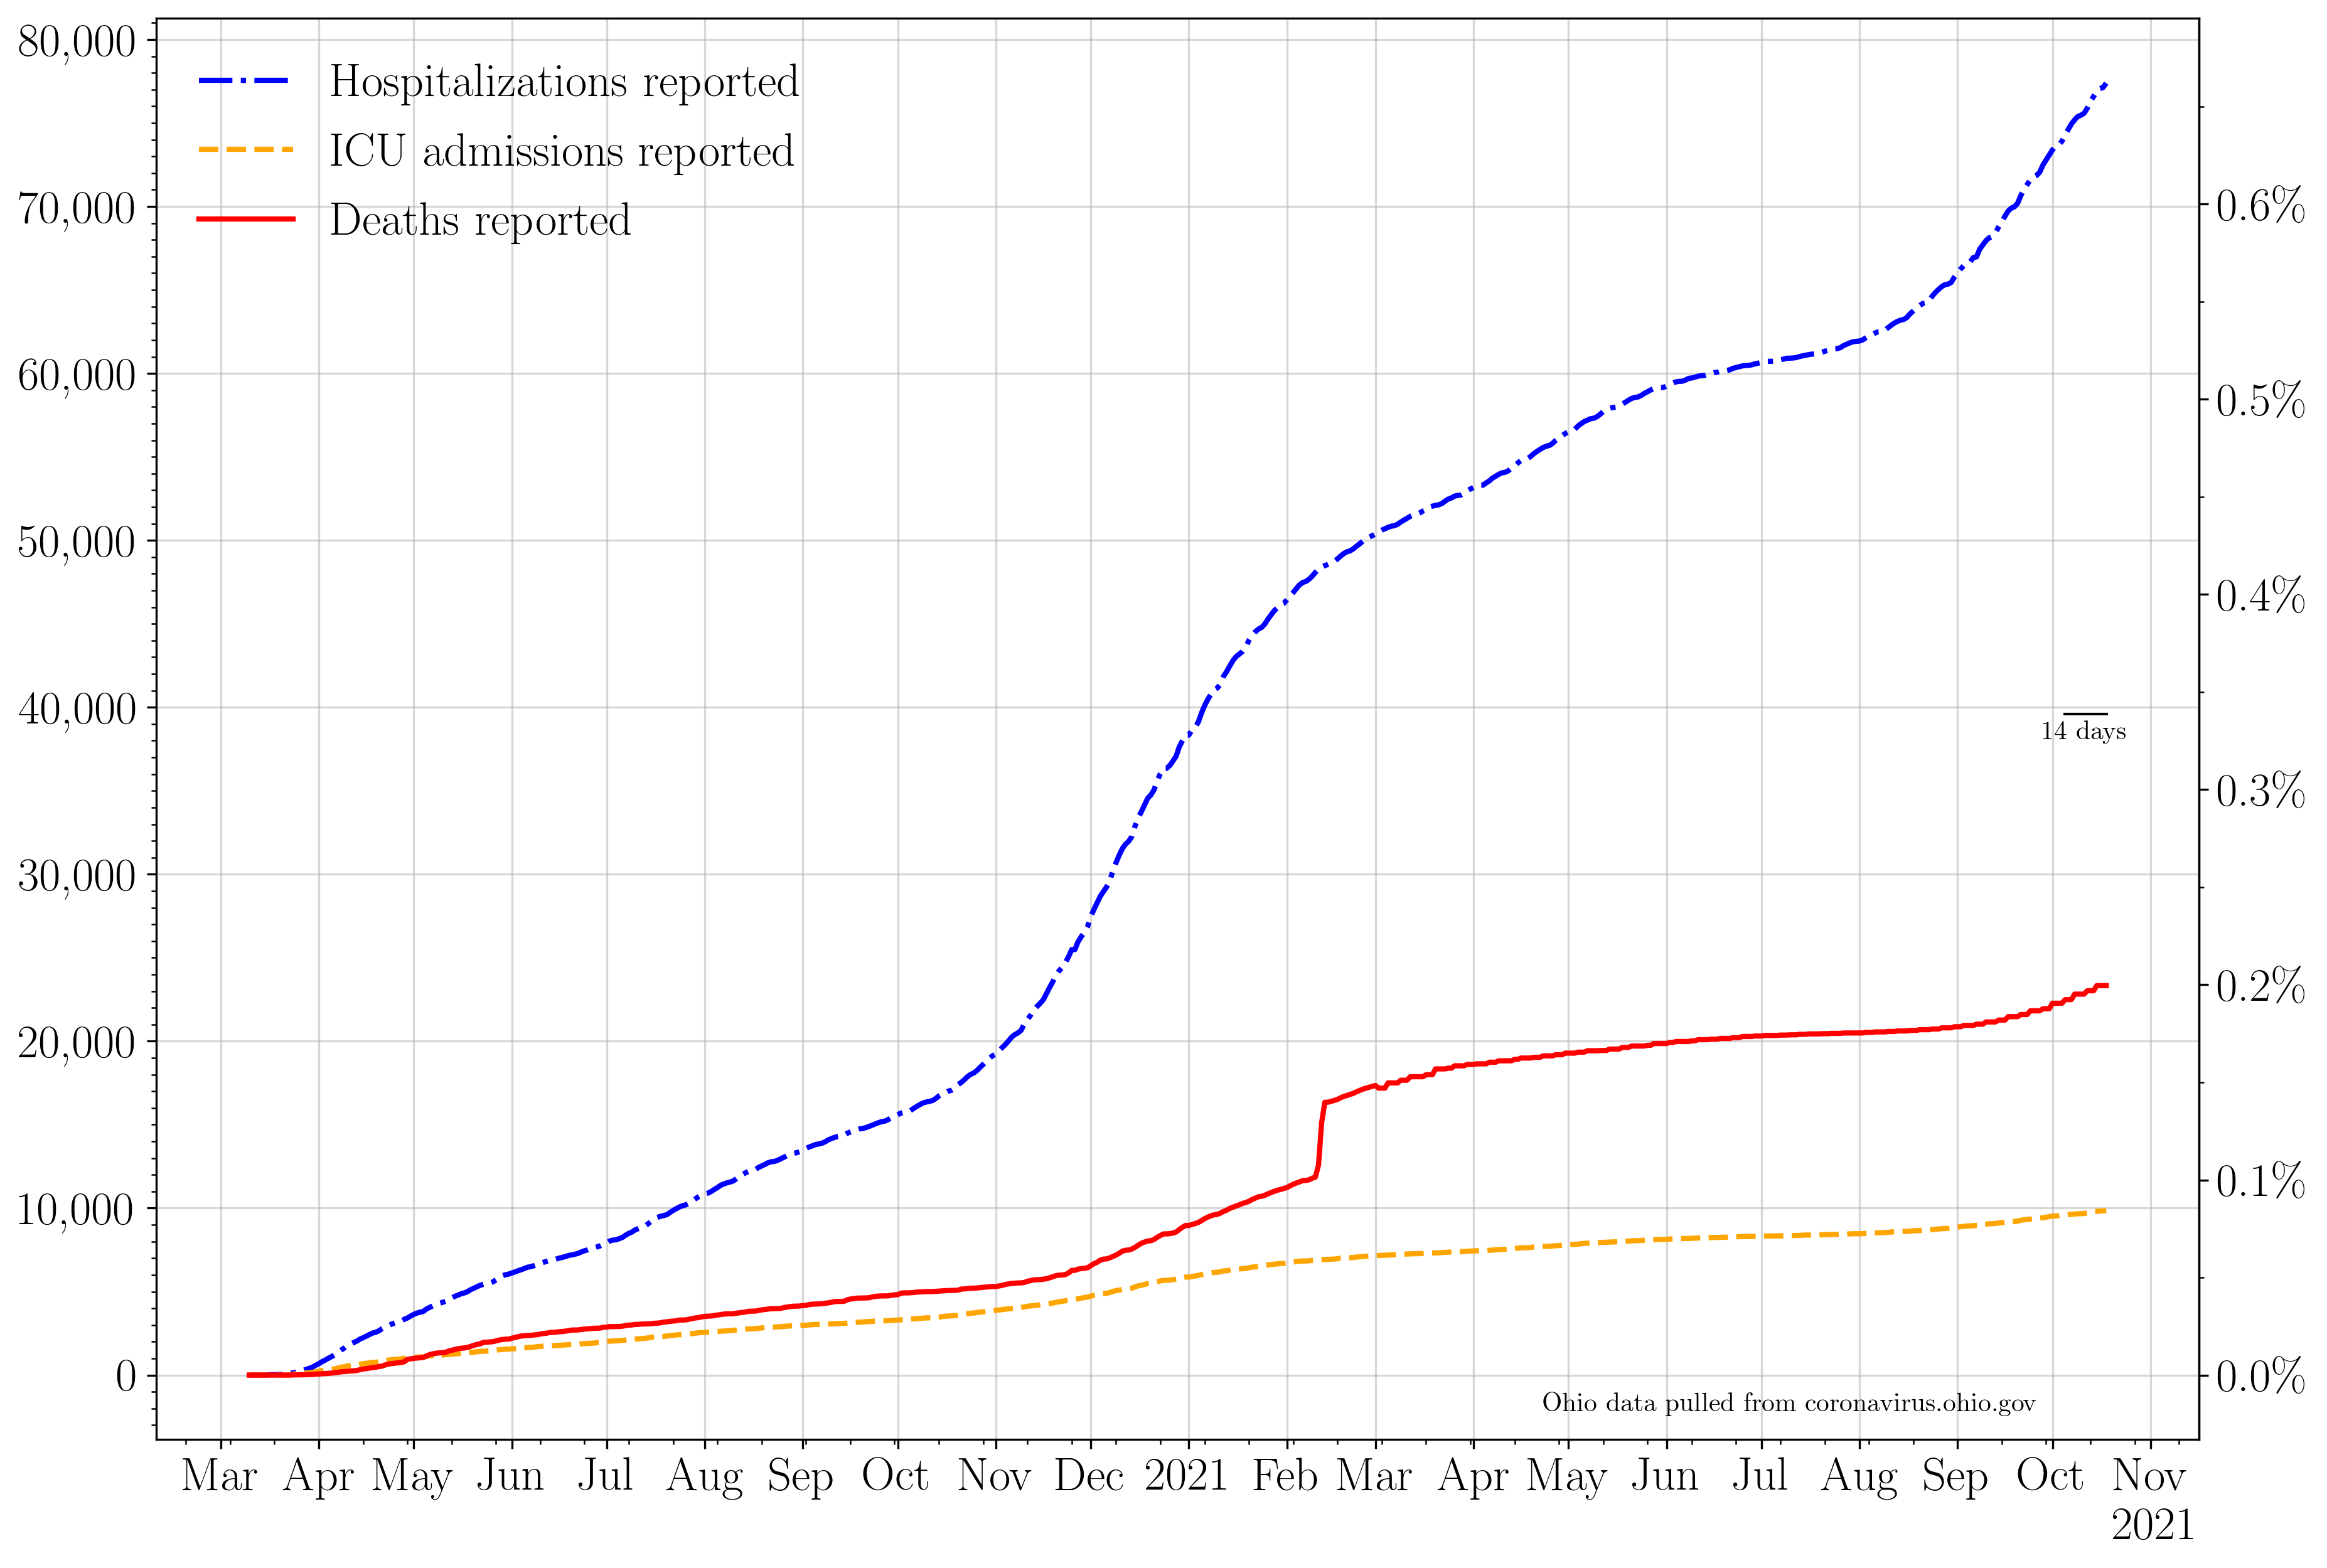 80,000
70,000
60,000
50,000
40,000
30,000
20,000
10,000
0
Hospitalizations reported
ICU admissions reported
Deaths reported
0.6%
0.5%
0.4%
0.3%
0.2%
0.1%
0.0%
14 days
Ohio data pulled from coronavirus.ohio.gov
Mar Apr May Jun Jul Aug Sep Oct Nov Dec 2021 Feb Mar Apr May Jun Jul Aug Sep Oct Nov
2021